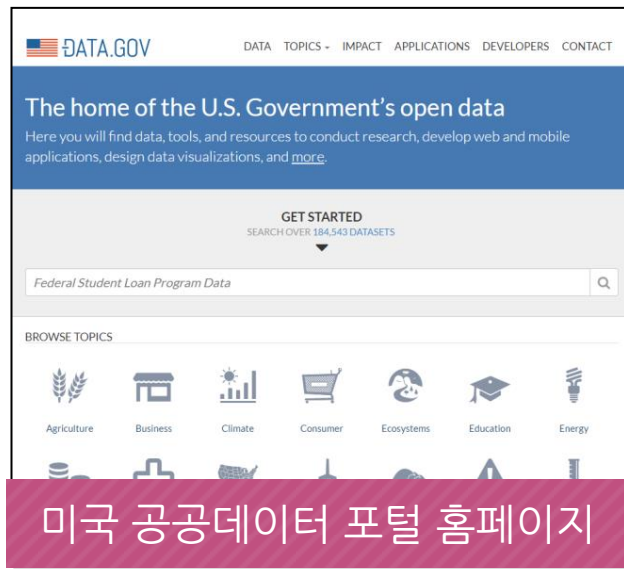 DATA.GOV
DATA TOPICS IMPACT APPLICATIONS DEVELOPERS CONTACT
The home of the U.S. Government's open data
Here you will find data, tools, and resources to conduct research, develop web and mobile
applications, design data visualizations, and more.
GET STARTED
SEARCH OVER 184,543 DATASETS
Federal Student Loan Program Data
BROWSE TOPICS
Agriculture Business Climate Consumer Ecosystems Education Energy
미국 공공데이터 포털 홈페이지